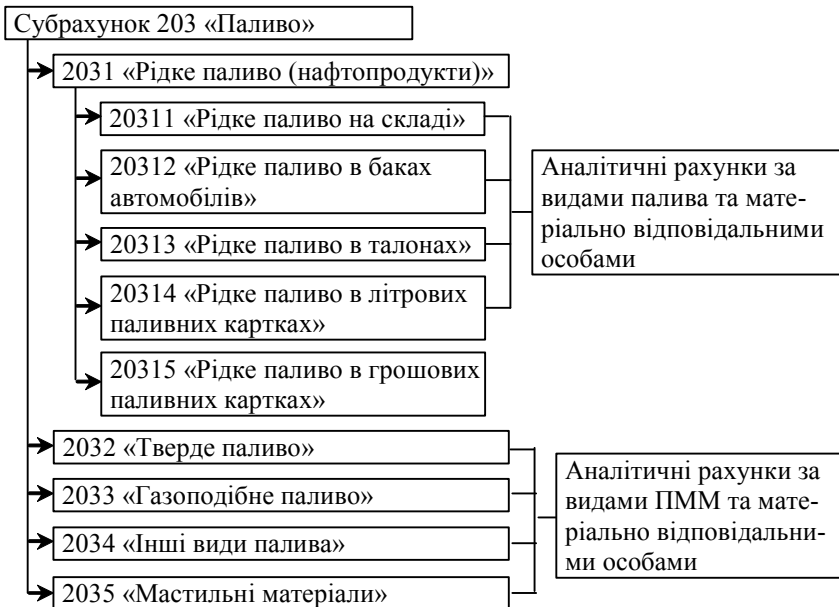 Субрахунок 203 «Паливо»
2031 «Рідке паливо (нафтопродукти)»
20311 «Рідке паливо на складі»
20312 «Рідке паливо в баках
автомобілів»
20313 «Рідке паливо в талонах»
20314 «Рідке паливо в літрових
паливних картках»
20315 «Рідке паливо в грошових
паливних картках»
Аналітичні рахунки за
видами палива та мате-
ріально відповідальними
особами
2032 «Тверде паливо»
2033 «Газоподібне паливо»
2034 «Інші види палива»
2035 «Мастильні матеріали»
Аналітичні рахунки за
видами ПММ та мате-
ріально відповідальни-
ми особами